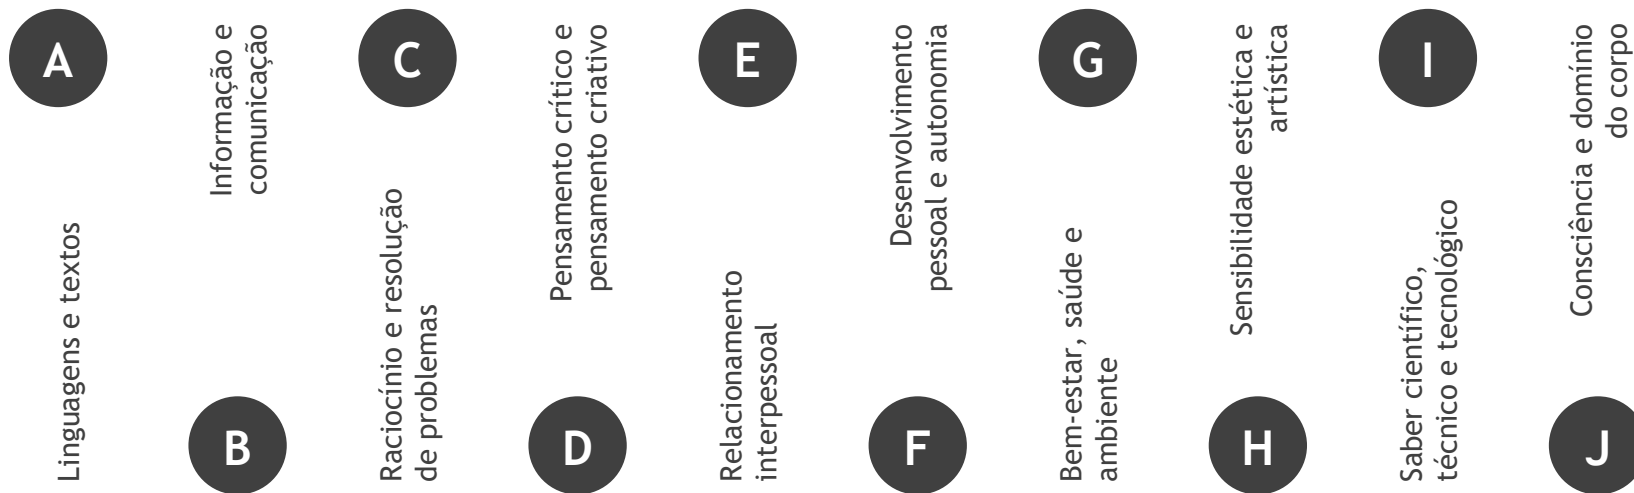 A
Linguagens e textos
B
Informação e
comunicação
C
Raciocínio e resolução
de problemas
D
Pensamento crítico e
pensamento criativo
E
Relacionamento
interpessoal
F
Desenvolvimento
pessoal e autonomia
G
Bem-estar, saúde e
ambiente
H
Sensibilidade estética e
artística
I
Saber científico,
técnico e tecnológico
J
Consciência e domínio
do corpo